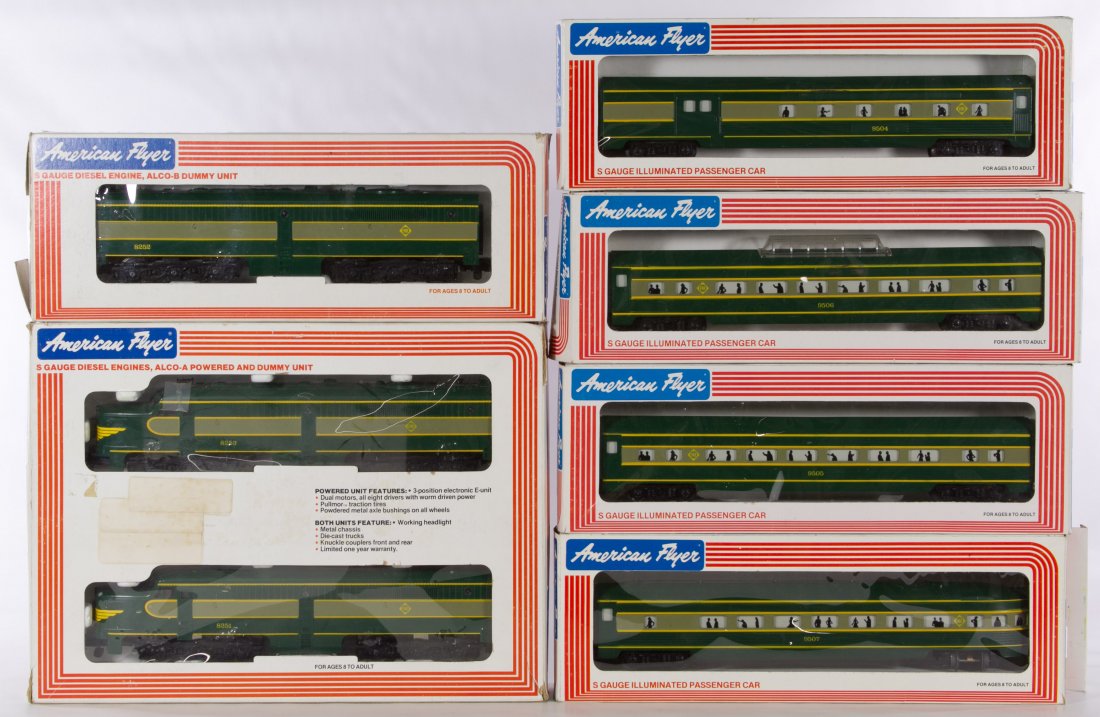 American Flyer
S GAUGE DIESEL ENGINE, ALCO-B DUMMY UNIT
8252
FOR AGES 8 TO ADULT
American Flyer
S GAUGE DIESEL ENGINES, ALCO-A POWERED AND DUMMY UNIT
8250
POWERED UNIT FEATURES: • 3-position electronic E-unit
• Dual motors, all eight drivers with worm driven power
• Pullmor™ traction tires
• Powdered metal axle bushings on all wheels
BOTH UNITS FEATURE: • Working headlight
• Metal chassis
• Die-cast trucks
• Knuckle couplers front and rear
• Limited one year warranty.
8251
FOR AGES 8 TO ADULT
American Flyer
9504
S GAUGE ILLUMINATED PASSENGER CAR
FOR AGES 8 TO ADULT
American Flyer
American Flyer
9506
S GAUGE ILLUMINATED PASSENGER CAR
FOR AGES 8 TO ADULT
American Flyer
9505
S GAUGE ILLUMINATED PASSENGER CAR
FOR AGES 8 TO ADULT
American Flyer
9507
S GAUGE ILLUMINATED PASSENGER CAR
FOR AGES 8 TO ADULT